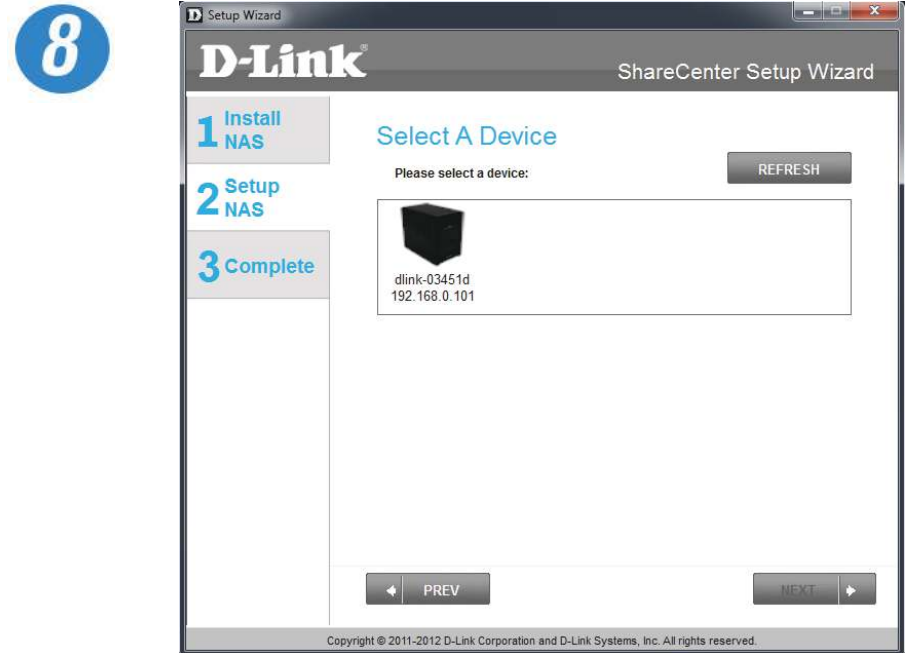 8
Setup Wizard
D-Link®
ShareCenter Setup Wizard
1 Install
NAS
2 Setup
NAS
3 Complete
Select A Device
Please select a device:
REFRESH
dlink-03451d
192.168.0.101
PREV
NEXT
Copyright © 2011-2012 D-Link Corporation and D-Link Systems, Inc. All rights reserved.